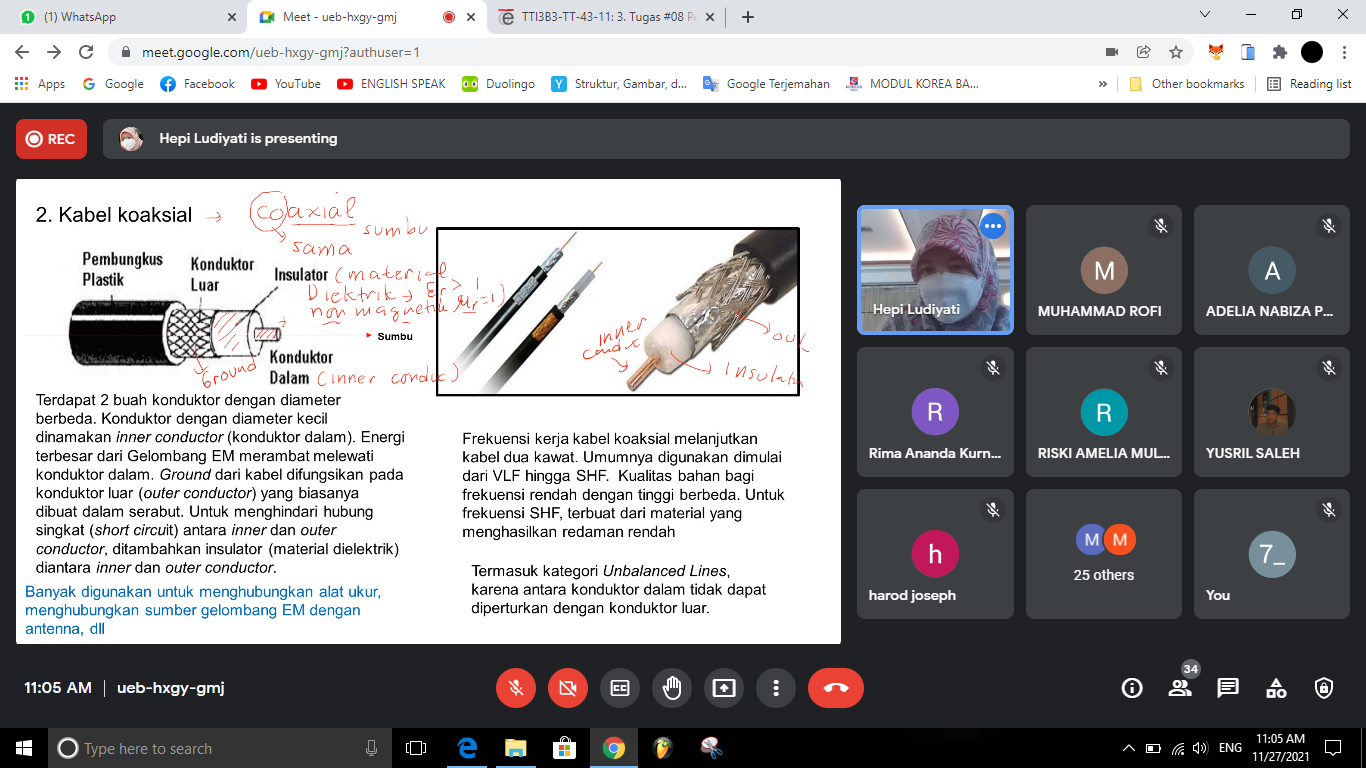 (1) WhatsApp
Meet - ueb-hxgy-gmj
TTI3B3-TT-43-11: 3. Tugas #08 Pe
meet.google.com/ueb-hxgy-gmj?authuser=1
Apps
Google
Facebook
YouTube
ENGLISH SPEAK
Duolingo
Struktur, Gambar, d...
Google Terjemahan
MODUL KOREA BA...
»
Other bookmarks
Reading list
REC
Hepi Ludiyati is presenting
2. Kabel koaksial → coaxial
sama
sumbu
Pembungkus
Plastik
Konduktor
Luar
Insulator (material
Dielektrik → εr > 1
non magnetik μr = 1)
Sumbu
Ground
Konduktor
Dalam (inner conduc)
inner
out
Insulator
Terdapat 2 buah konduktor dengan diameter
berbeda. Konduktor dengan diameter kecil
dinamakan inner conductor (konduktor dalam). Energi
terbesar dari Gelombang EM merambat melewati
konduktor dalam. Ground dari kabel difungsikan pada
konduktor luar (outer conductor) yang biasanya
dibuat dalam serabut. Untuk menghindari hubung
singkat (short circuit) antara inner dan outer
conductor, ditambahkan insulator (material dielektrik)
diantara inner dan outer conductor.
Banyak digunakan untuk menghubungkan alat ukur,
menghubungkan sumber gelombang EM dengan
antenna, dll
Frekuensi kerja kabel koaksial melanjutkan
kabel dua kawat. Umumnya digunakan dimulai
dari VLF hingga SHF. Kualitas bahan bagi
frekuensi rendah dengan tinggi berbeda. Untuk
frekuensi SHF, terbuat dari material yang
menghasilkan redaman rendah
Termasuk kategori Unbalanced Lines,
karena antara konduktor dalam tidak dapat
diperturkan dengan konduktor luar.
Hepi Ludiyati
M
MUHAMMAD ROFI
A
ADELIA NABIZA P...
R
Rima Ananda Kurn...
R
RISKI AMELIA MUL...
YUSRIL SALEH
h
harod joseph
M M
25 others
7_
You
11:05 AM | ueb-hxgy-gmj
34
Type here to search
ENG
11:05 AM
11/27/2021